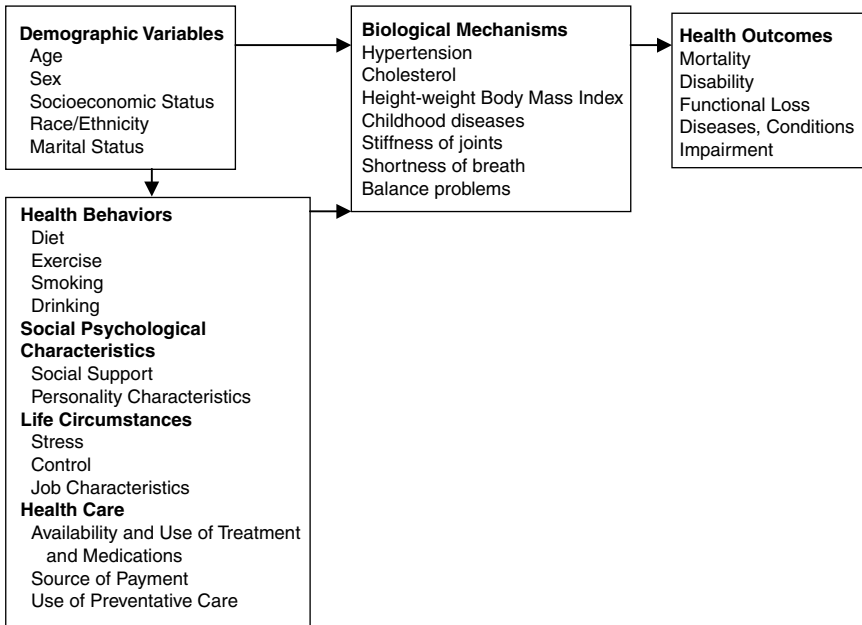 Demographic Variables
Age
Sex
Socioeconomic Status
Race/Ethnicity
Marital Status
Biological Mechanisms
Hypertension
Cholesterol
Height-weight Body Mass Index
Childhood diseases
Stiffness of joints
Shortness of breath
Balance problems
Health Outcomes
Mortality
Disability
Functional Loss
Diseases, Conditions
Impairment
Health Behaviors
Diet
Exercise
Smoking
Drinking
Social Psychological
Characteristics
Social Support
Personality Characteristics
Life Circumstances
Stress
Control
Job Characteristics
Health Care
Availability and Use of Treatment
and Medications
Source of Payment
Use of Preventative Care